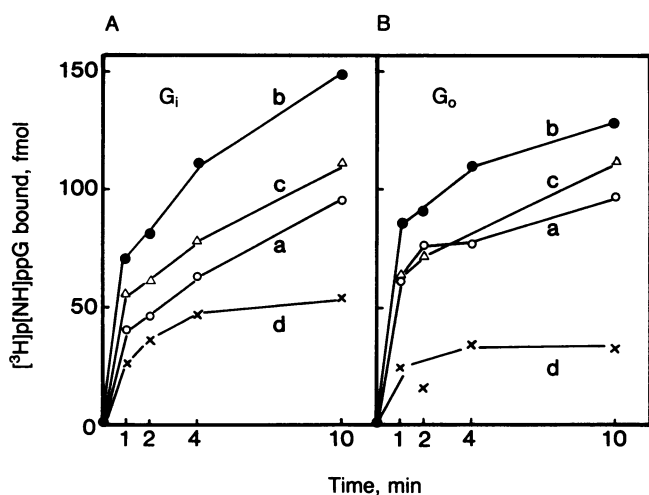 A
B
[³H]p[NH]ppG bound, fmol
150
100
50
0
Gᵢ
b
c
a
d
Gₒ
b
c
a
d
1 2 4 10
1 2 4 10
Time, min